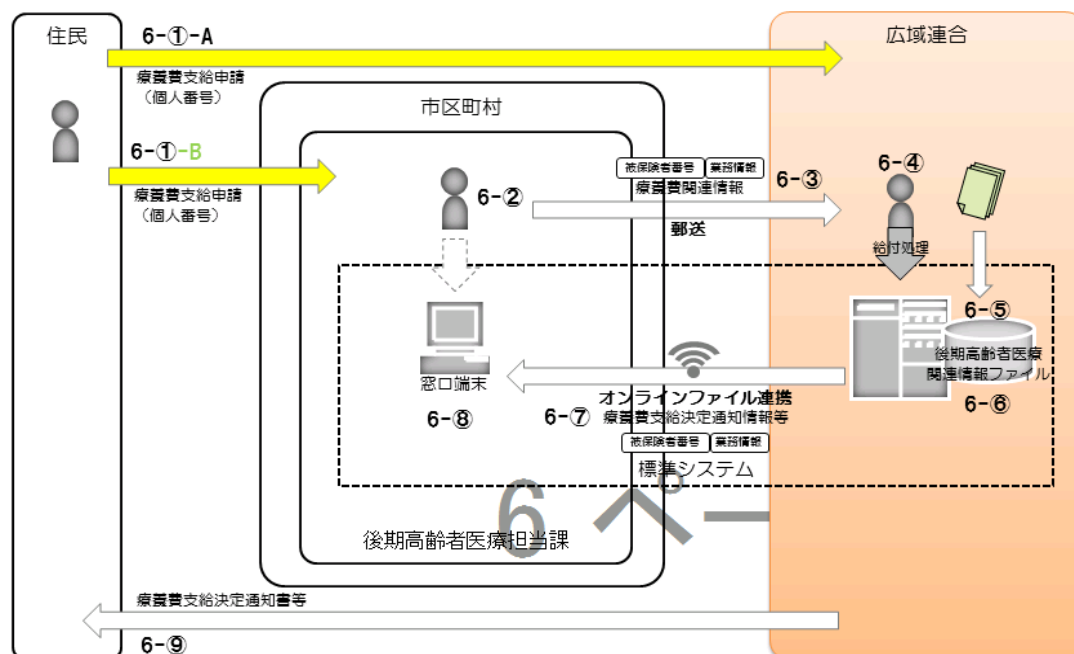 住民
6-①-A
広域連合
療養費支給申請
（個人番号）
市区町村
6-①-B
療養費支給申請
（個人番号）
被保険者番号 業務情報
療養費関連情報
6-②
6-③
6-④
郵送
給付処理
6-⑤
後期高齢者医療
関連情報ファイル
6-⑥
窓口端末
6-⑧
6-⑦
オンラインファイル連携
療養費支給決定通知情報等
被保険者番号 業務情報
標準システム
6 ペー
後期高齢者医療担当課
療養費支給決定通知書等
6-⑨